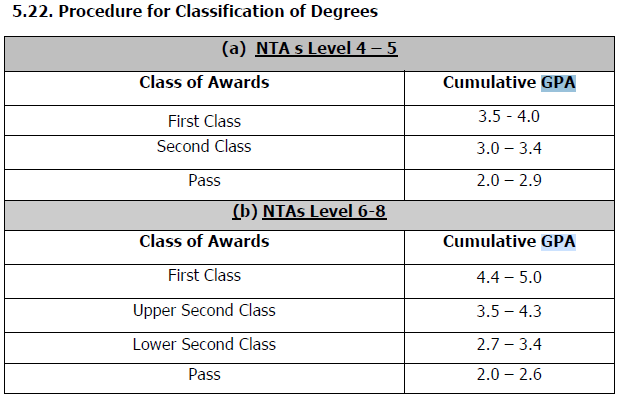 5.22. Procedure for Classification of Degrees
(a) NTA s Level 4 – 5
Class of Awards Cumulative GPA
First Class 3.5 - 4.0
Second Class 3.0 – 3.4
Pass 2.0 – 2.9
(b) NTAs Level 6-8
Class of Awards Cumulative GPA
First Class 4.4 – 5.0
Upper Second Class 3.5 – 4.3
Lower Second Class 2.7 – 3.4
Pass 2.0 – 2.6